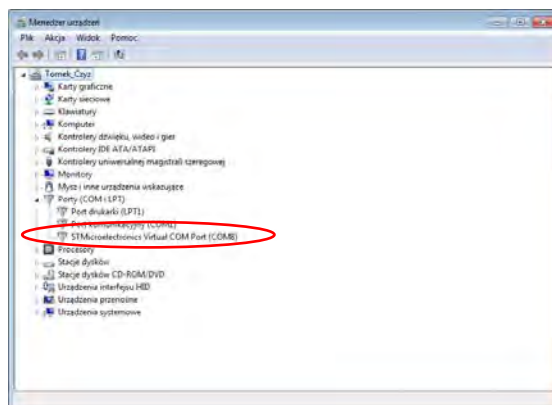 Menedżer urządzeń
Plik Akcja Widok Pomoc
Tomek_Czyz
Karty graficzne
Karty sieciowe
Klawiatury
Komputer
Kontrolery dźwięku, wideo i gier
Kontrolery IDE ATA/ATAPI
Kontrolery uniwersalnej magistrali szeregowej
Monitory
Mysz i inne urządzenia wskazujące
Porty (COM i LPT)
Port drukarki (LPT1)
Port komunikacyjny
STMicroelectronics Virtual COM Port (COM8)
Procesory
Stacje dysków
Stacje dysków CD-ROM/DVD
Urządzenia interfejsu HID
Urządzenia przenośne
Urządzenia systemowe